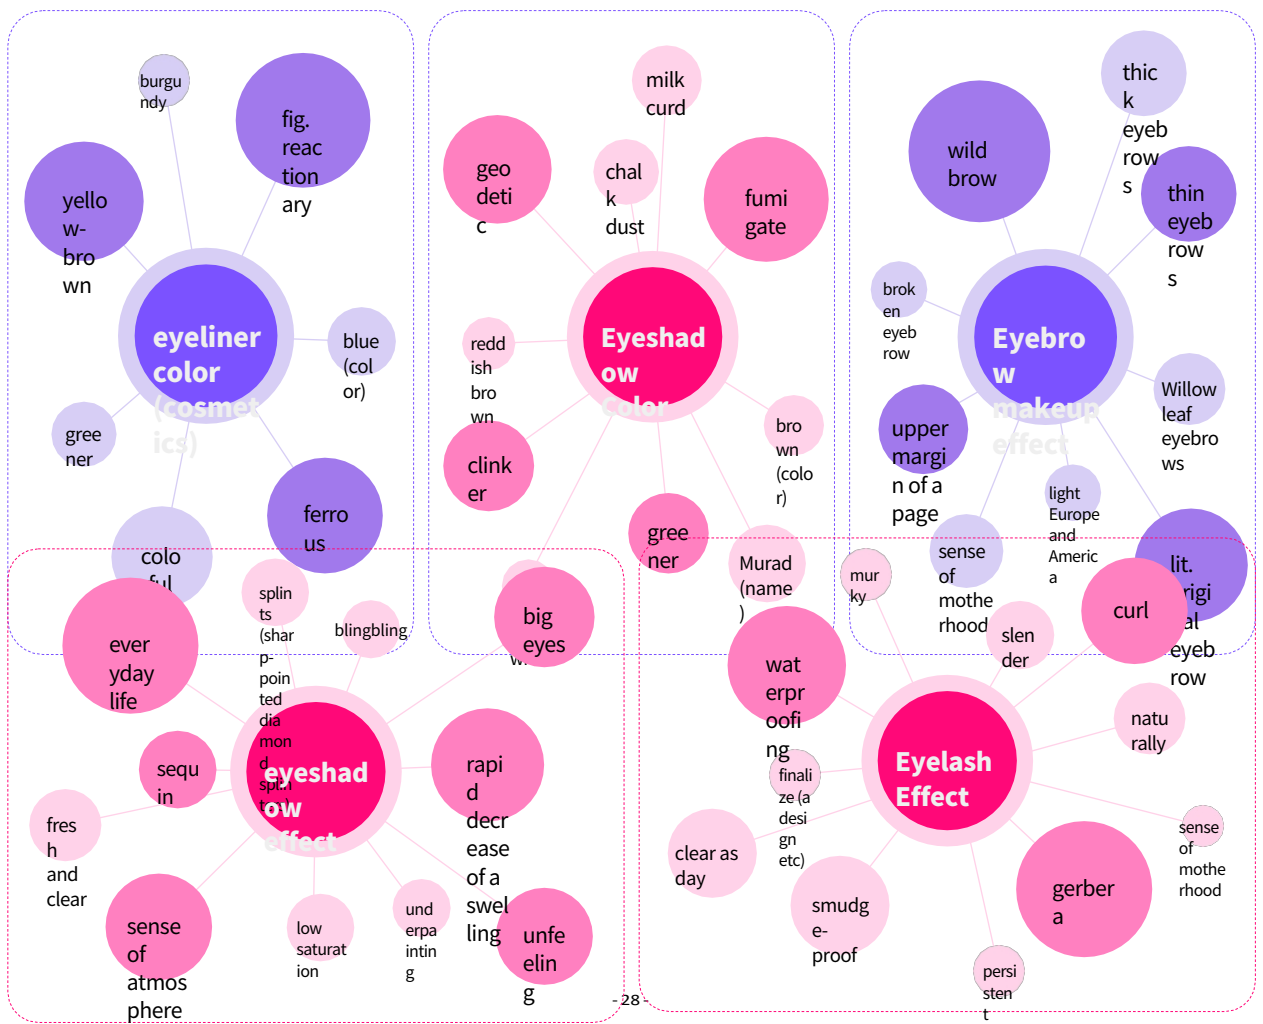 burgu
ndy
fig.
reac
tion
ary
yello
w-
bro
wn
eyeliner
color
(cosmet
ics)
blue
(col
or)
gree
ner
ferro
us
colo
milk
curd
geo
deti
c
chal
k
dust
fumi
gate
redd
ish
bro
wn
Eyeshad
ow
Color
bro
wn
(colo
r)
clink
er
gree
ner
Murad
(name
)
thic
k
eyeb
row
s
wild
brow
thin
eyeb
row
s
brok
en
eyeb
row
Eyebro
w
makeup
effect
Willow
leaf
eyebro
ws
upper
margi
n of a
page
light
Europe
and
Americ
a
sense
of
mothe
rhood
lit.
eyeb
row
ever
yday
life
splin
ts
(shar
p-
poin
ted
dia
mon
d
splin
blingbling
big
eyes
sequ
in
eyeshad
ow
effect
rapi
d
decr
ease
of a
swel
ling
fres
h
and
clear
sense
of
atmos
phere
low
saturat
ion
und
erpa
intin
g
unfe
elin
g
mur
ky
slen
der
curl
wat
erpr
oofi
ng
natu
rally
finali
ze (a
desi
gn
etc)
Eyelash
Effect
clear as
day
smudg
e-
proof
gerber
a
sense
of
mothe
rhood
persi
sten
t
- 28 -